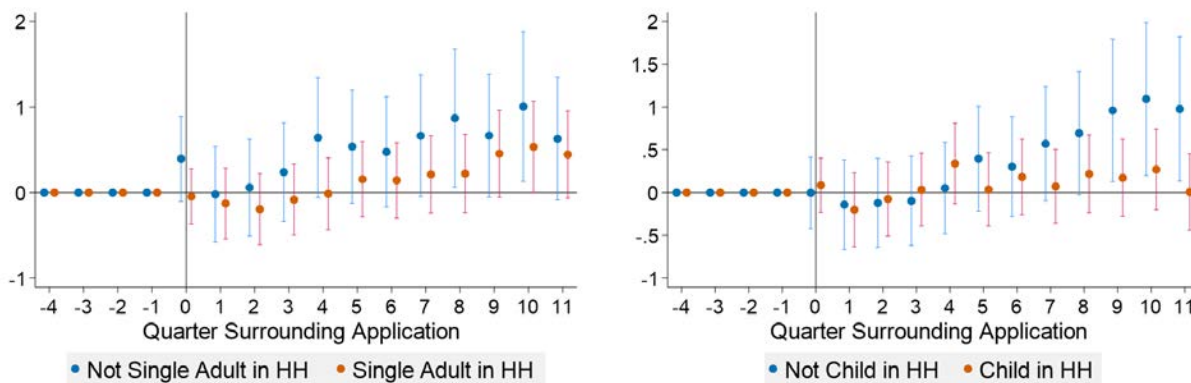 2
1
0
-1
-4 -3 -2 -1 0 1 2 3 4 5 6 7 8 9 10 11
Quarter Surrounding Application
Not Single Adult in HH Single Adult in HH
2
1.5
1
.5
0
-.5
-1
-4 -3 -2 -1 0 1 2 3 4 5 6 7 8 9 10 11
Quarter Surrounding Application
Not Child in HH Child in HH